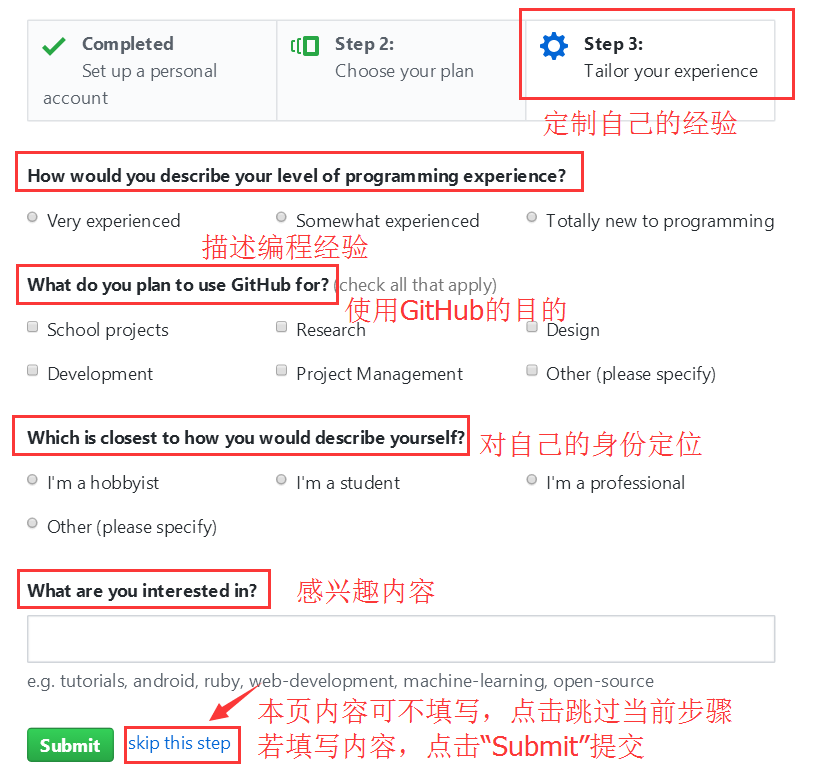 Completed
Set up a personal
account
Step 2:
Choose your plan
Step 3:
Tailor your experience
定制自己的经验
How would you describe your level of programming experience?
Very experienced
Somewhat experienced
Totally new to programming
描述编程经验
What do you plan to use GitHub for? (check all that apply)
使用GitHub的目的
School projects
Research
Design
Development
Project Management
Other (please specify)
Which is closest to how you would describe yourself?
对自己的身份定位
I'm a hobbyist
I'm a student
I'm a professional
Other (please specify)
What are you interested in?
感兴趣内容
e.g. tutorials, android, ruby, web-development, machine-learning, open-source
本页内容可不填写，点击跳过当前步骤
若填写内容，点击“Submit”提交
Submit
skip this step